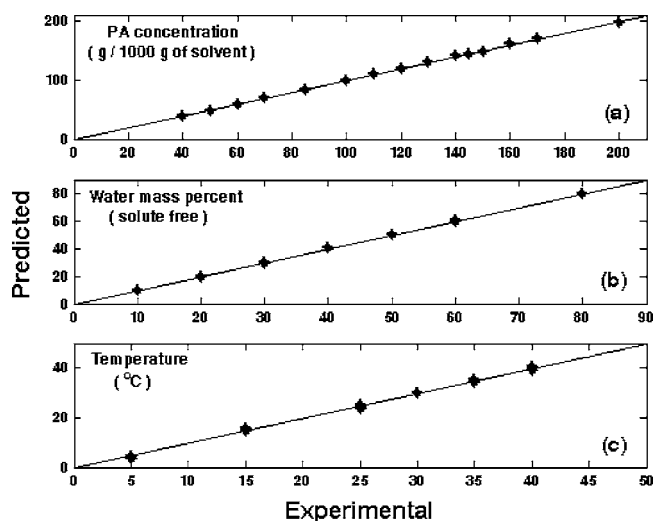 200
100
0
PA concentration
( g / 1000 g of solvent )
(a)
0 20 40 60 80 100 120 140 160 180 200
Predicted
80
60
40
20
0
Water mass percent
( solute free )
(b)
0 10 20 30 40 50 60 70 80 90
40
20
0
Temperature
( °C )
(c)
0 5 10 15 20 25 30 35 40 45 50
Experimental